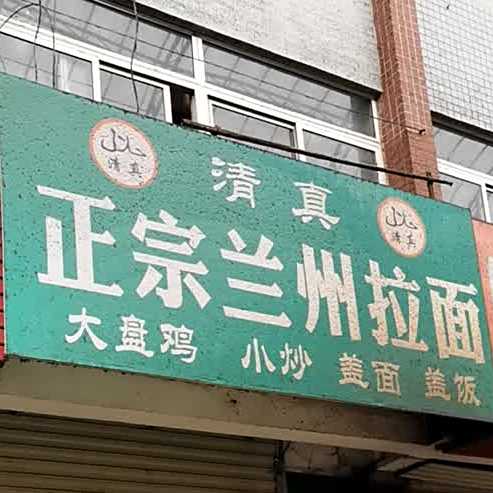 清真
正宗兰州拉面
大盘鸡 小炒 盖面 盖饭
清真
清真